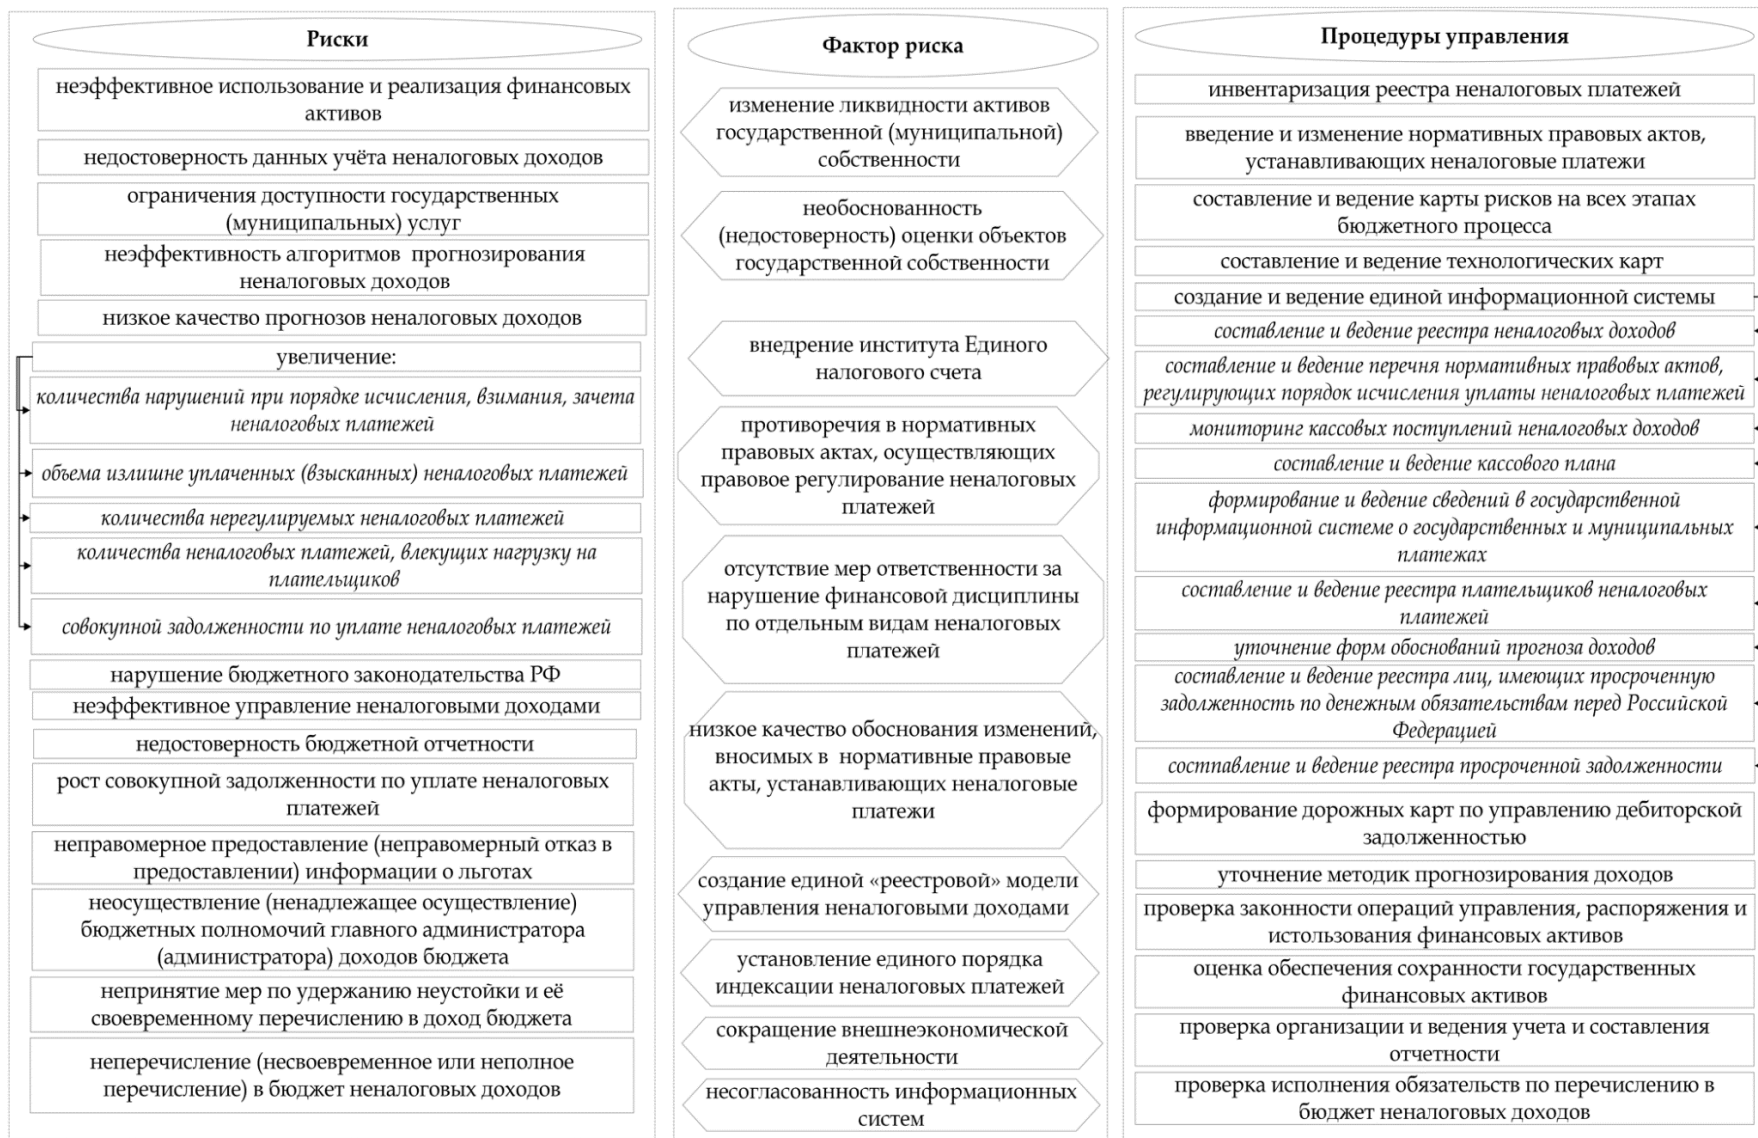 Риски
неэффективное использование и реализация финансовых
активов
недостоверность данных учёта неналоговых доходов
ограничения доступности государственных
(муниципальных) услуг
неэффективность алгоритмов прогнозирования
неналоговых доходов
низкое качество прогнозов неналоговых доходов
увеличение:
количества нарушений при порядке исчисления, взимания, зачета
неналоговых платежей
объема излишне уплаченных (взысканных) неналоговых платежей
количества нерегулируемых неналоговых платежей
количества неналоговых платежей, влекущих нагрузку на
плательщиков
совокупной задолженности по уплате неналоговых платежей
нарушение бюджетного законодательства РФ
неэффективное управление неналоговыми доходами
недостоверность бюджетной отчетности
рост совокупной задолженности по уплате неналоговых
платежей
неправомерное предоставление (неправомерный отказ в
предоставлении) информации о льготах
неосуществление (ненадлежащее осуществление)
бюджетных полномочий главного администратора
(администратора) доходов бюджета
непринятие мер по удержанию неустойки и её
своевременному перечислению в доход бюджета
неперечисление (несвоевременное или неполное
перечисление) в бюджет неналоговых доходов
Фактор риска
изменение ликвидности активов
государственной (муниципальной)
собственности
необоснованность
(недостоверность) оценки объектов
государственной собственности
внедрение института Единого
налогового счета
противоречия в нормативных
правовых актах, осуществляющих
правовое регулирование неналоговых
платежей
отсутствие мер ответственности за
нарушение финансовой дисциплины
по отдельным видам неналоговых
платежей
низкое качество обоснования изменений,
вносимых в нормативные правовые
акты, устанавливающих неналоговые
платежи
создание единой «реестровой» модели
управления неналоговыми доходами
установление единого порядка
индексации неналоговых платежей
сокращение внешнеэкономической
деятельности
несогласованность информационных
систем
Процедуры управления
инвентаризация реестра неналоговых платежей
введение и изменение нормативных правовых актов,
устанавливающих неналоговые платежи
составление и ведение карты рисков на всех этапах
бюджетного процесса
составление и ведение технологических карт
создание и ведение единой информационной системы
составление и ведение реестра неналоговых доходов
составление и ведение перечня нормативных правовых актов,
регулирующих порядок исчисления уплаты неналоговых платежей
мониторинг кассовых поступлений неналоговых доходов
составление и ведение кассового плана
формирование и ведение сведений в государственной
информационной системе о государственных и муниципальных
платежах
составление и ведение реестра плательщиков неналоговых
платежей
уточнение форм обоснований прогноза доходов
составление и ведение реестра лиц, имеющих просроченную
задолженность по денежным обязательствам перед Российской
Федерацией
состпавление и ведение реестра просроченной задолженности
формирование дорожных карт по управлению дебиторской
задолженностью
уточнение методик прогнозирования доходов
проверка законности операций управления, распоряжения и
истользования финансовых активов
оценка обеспечения сохранности государственных
финансовых активов
проверка организации и ведения учета и составления
отчетности
проверка исполнения обязательств по перечислению в
бюджет неналоговых доходов